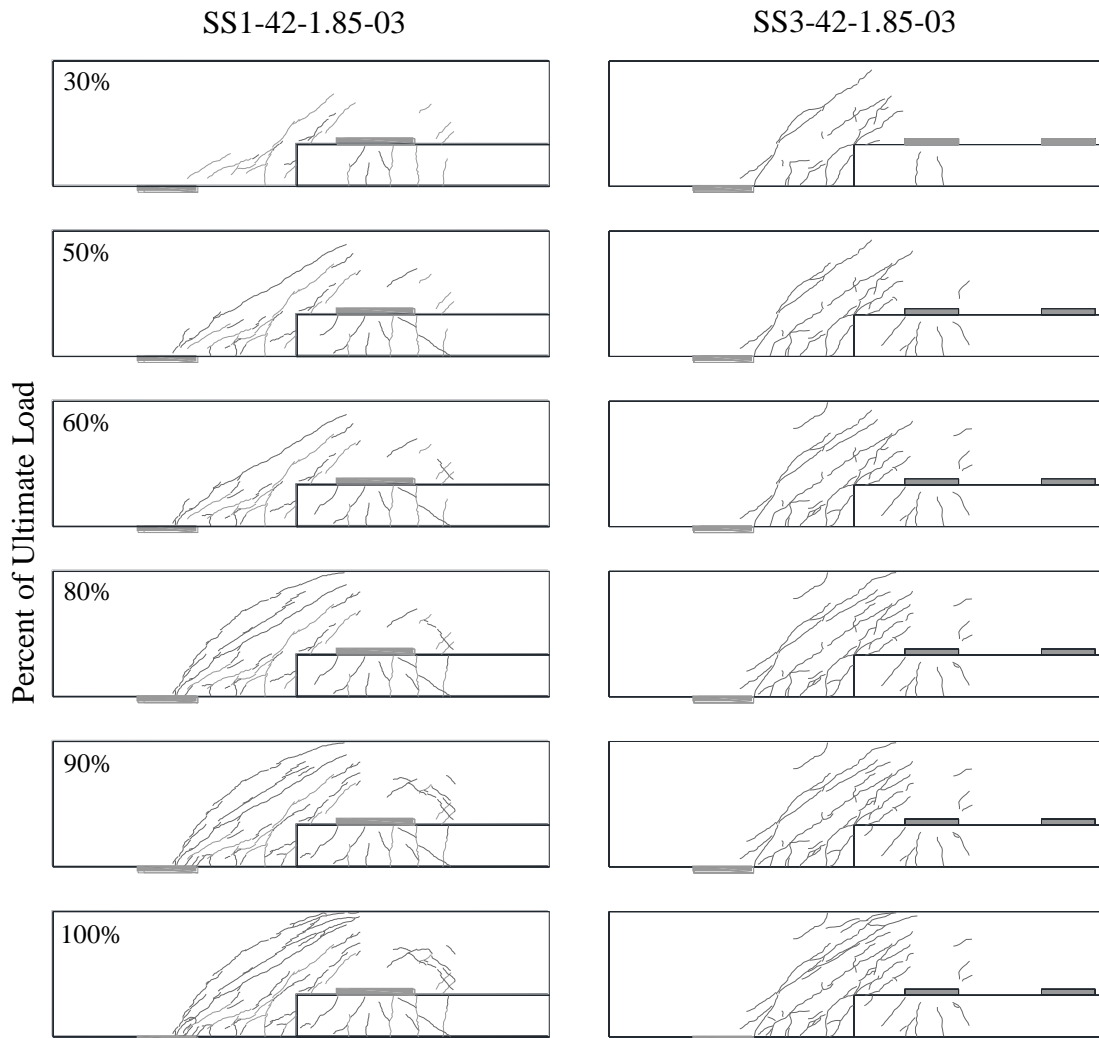 SS1-42-1.85-03
SS3-42-1.85-03
Percent of Ultimate Load
30%
50%
60%
80%
90%
100%